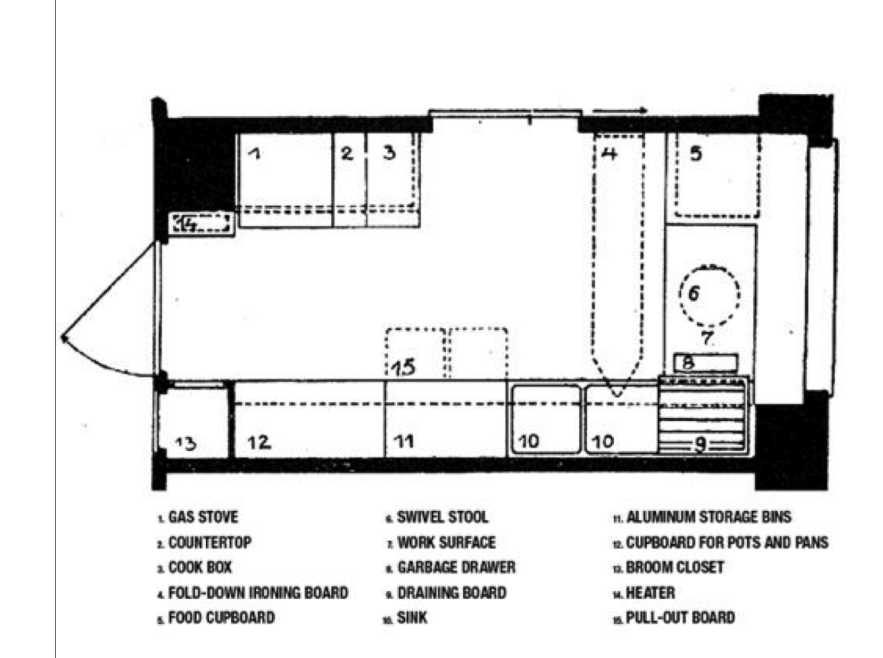 1 2 3 4 5
14
6
7
15 8
13 12 11 10 10 9
1. GAS STOVE
2. COUNTERTOP
3. COOK BOX
4. FOLD-DOWN IRONING BOARD
5. FOOD CUPBOARD
6. SWIVEL STOOL
7. WORK SURFACE
8. GARBAGE DRAWER
9. DRAINING BOARD
10. SINK
11. ALUMINUM STORAGE BINS
12. CUPBOARD FOR POTS AND PANS
13. BROOM CLOSET
14. HEATER
15. PULL-OUT BOARD